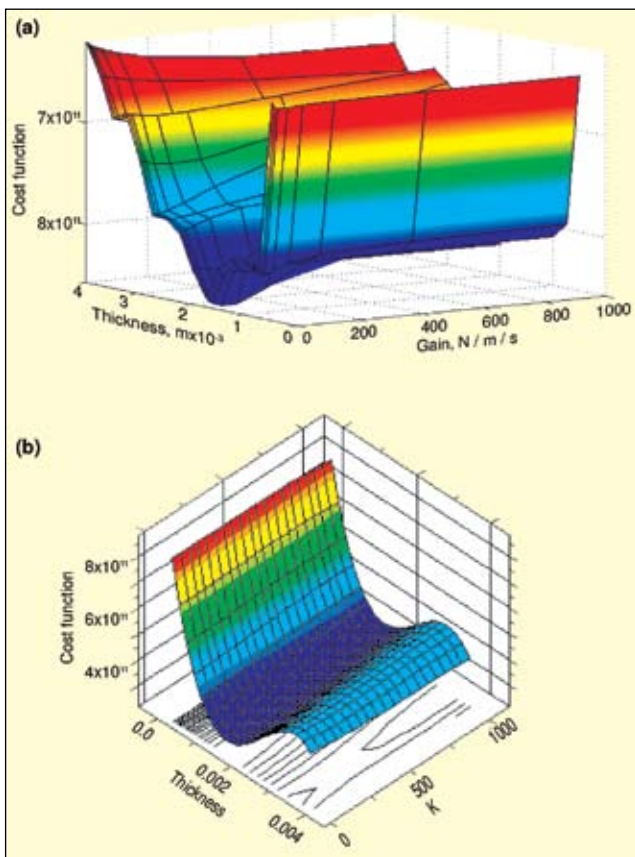 (a)
Cost function
7x10¹¹
8x10¹¹
4
3
2
1
0
Thickness, mx10⁻³
0
200
400
600
800
1000
Gain, N / m / s
(b)
Cost function
8x10¹¹
6x10¹¹
4x10¹¹
0.0
0.002
0.004
Thickness
0
500
1000
K